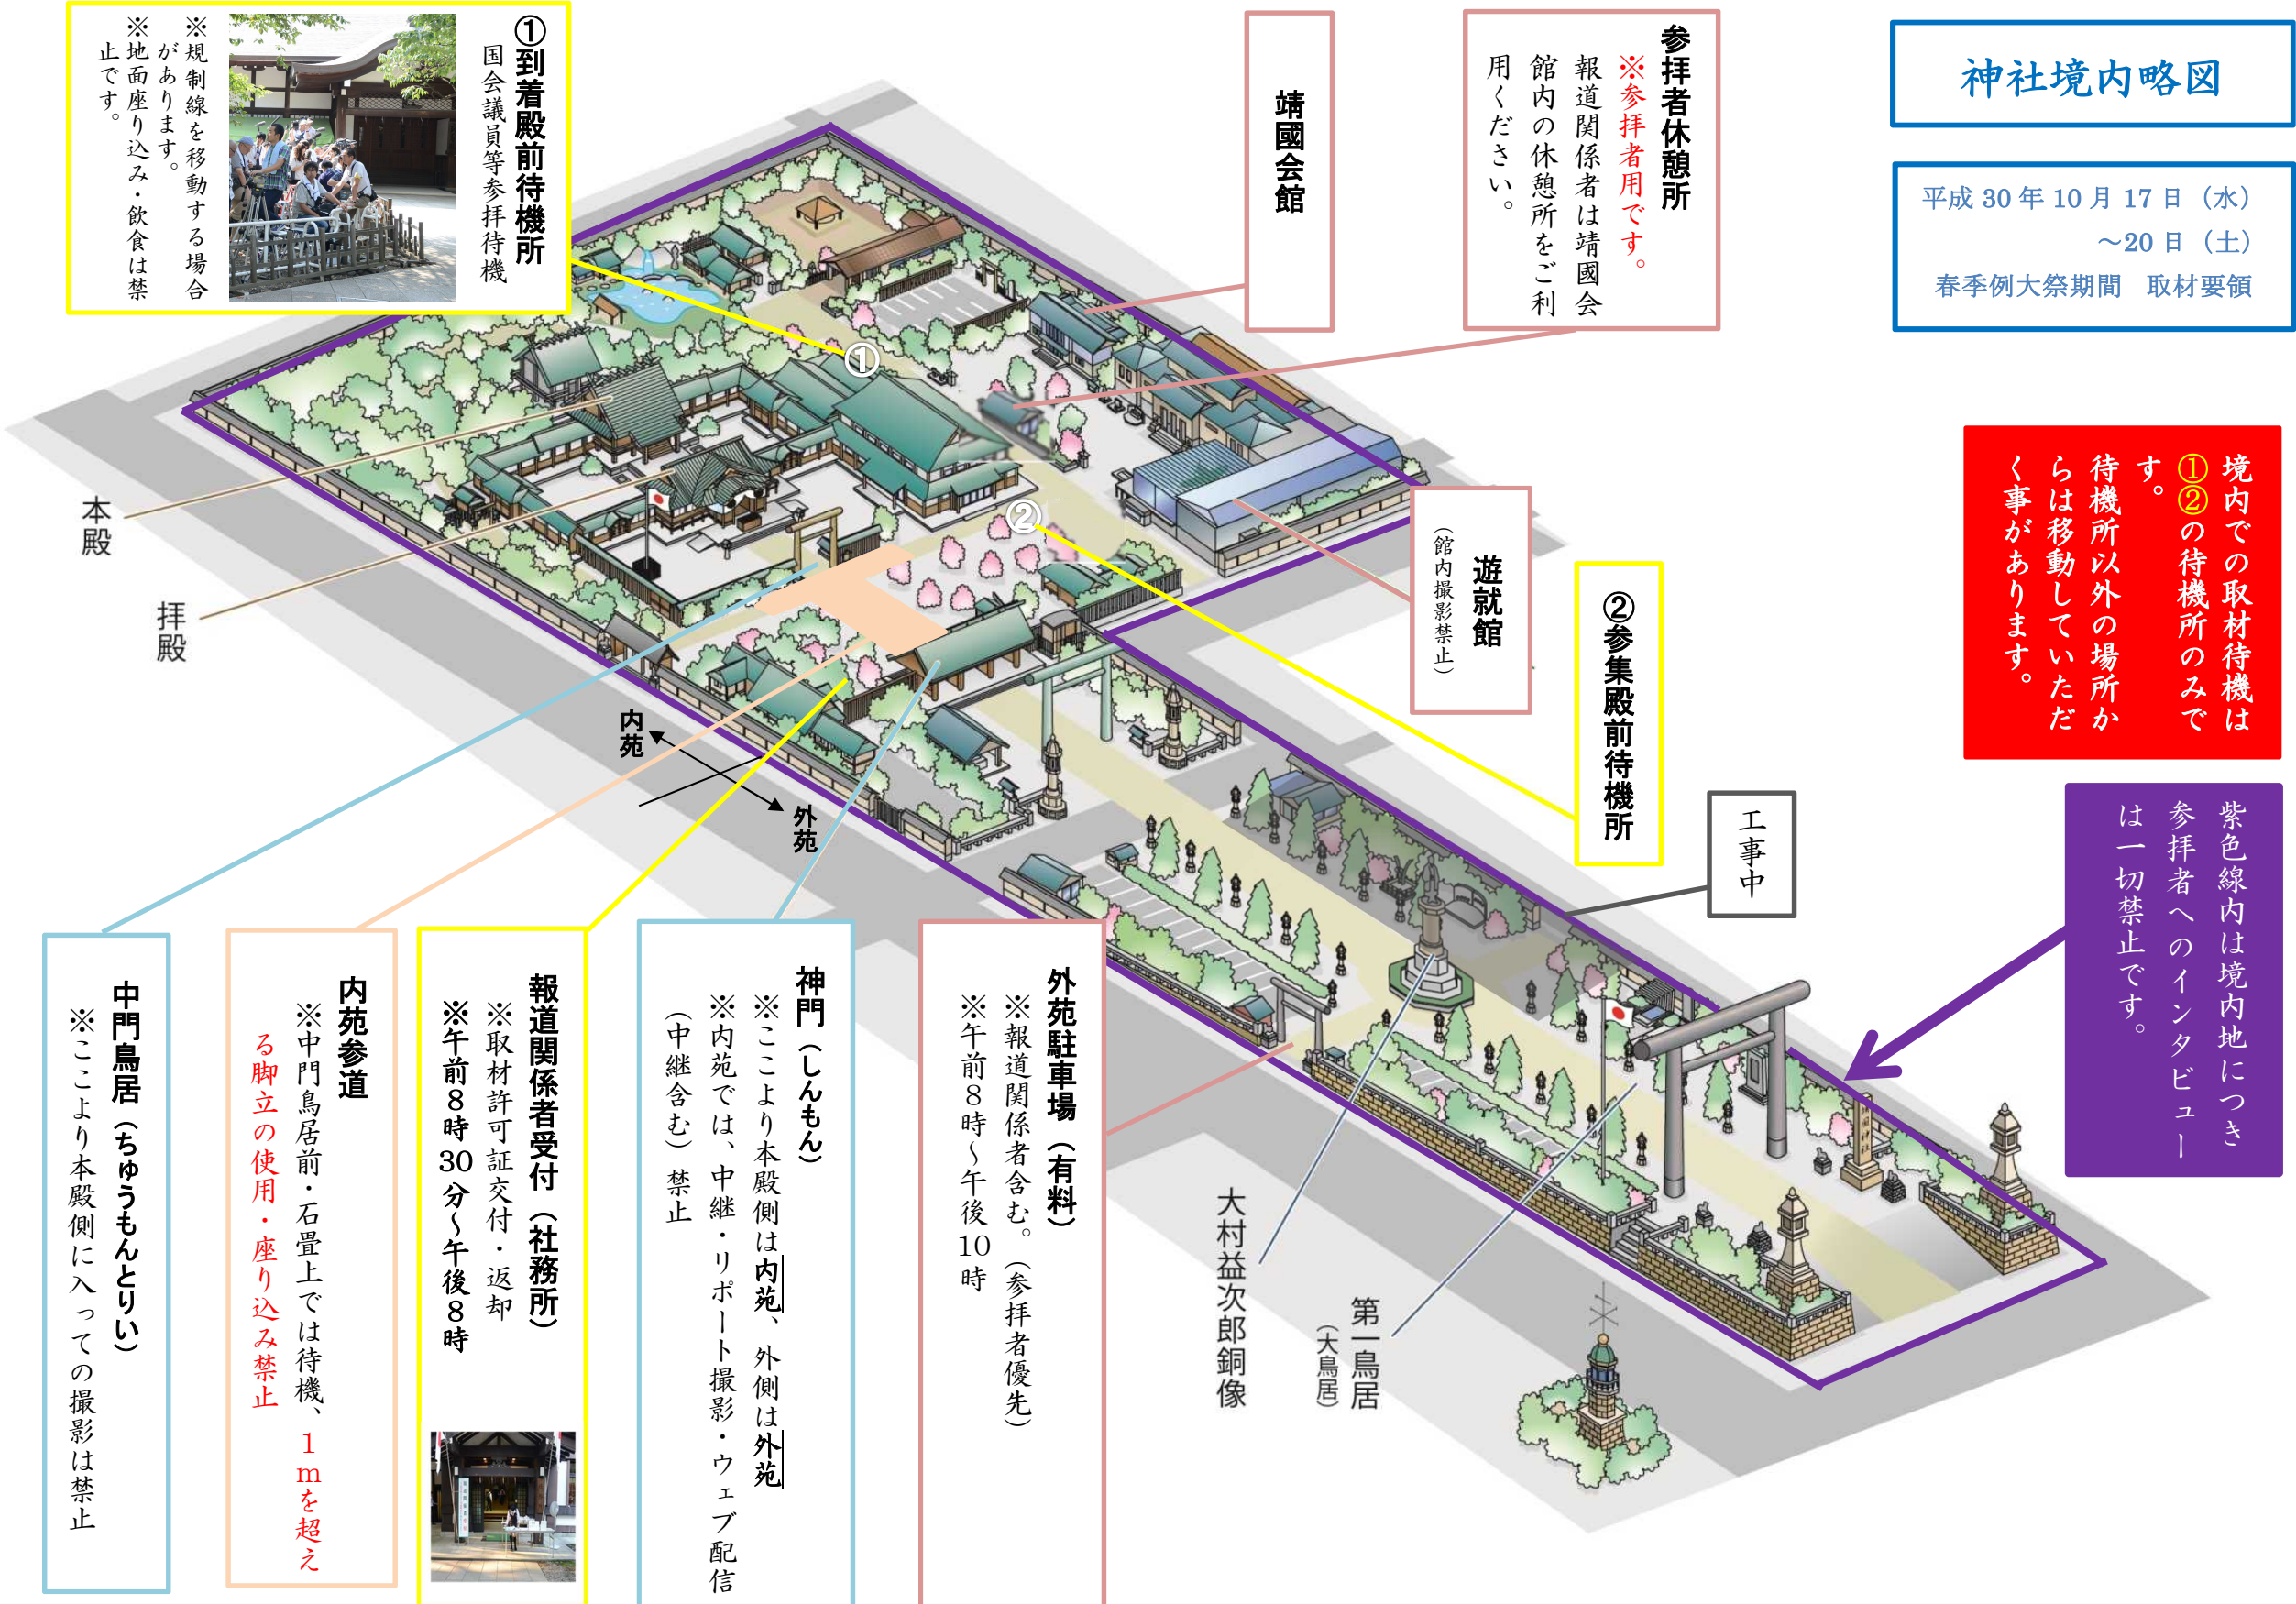 神社境内略図
平成30年10月17日（水）
～20日（土）
春季例大祭期間　取材要領
参拝者休憩所
※参拝者用です。
報道関係者は靖國会
館内の休憩所をご利
用ください。
靖國会館
①到着殿前待機所
国会議員等参拝待機
※規制線を移動する場合
があります。
※地面座り込み・飲食は禁
止です。
①
②
境内での取材待機は
①②の待機所のみで
す。
待機所以外の場所か
らは移動していただ
く事があります。
紫色線内は境内地につき
参拝者へのインタビュー
は一切禁止です。
遊就館
（館内撮影禁止）
②参集殿前待機所
工事中
本殿
拝殿
内苑
外苑
大村益次郎銅像
第一鳥居
（大鳥居）
外苑駐車場（有料）
※報道関係者含む。（参拝者優先）
※午前８時～午後10時
神門（しんもん）
※ここより本殿側は内苑、外側は外苑
※内苑では、中継・リポート撮影・ウェブ配信
（中継含む）禁止
報道関係者受付（社務所）
※取材許可証交付・返却
※午前８時30分～午後８時
内苑参道
※中門鳥居前・石畳上では待機、１ｍを超え
る脚立の使用・座り込み禁止
中門鳥居（ちゅうもんとりい）
※ここより本殿側に入っての撮影は禁止